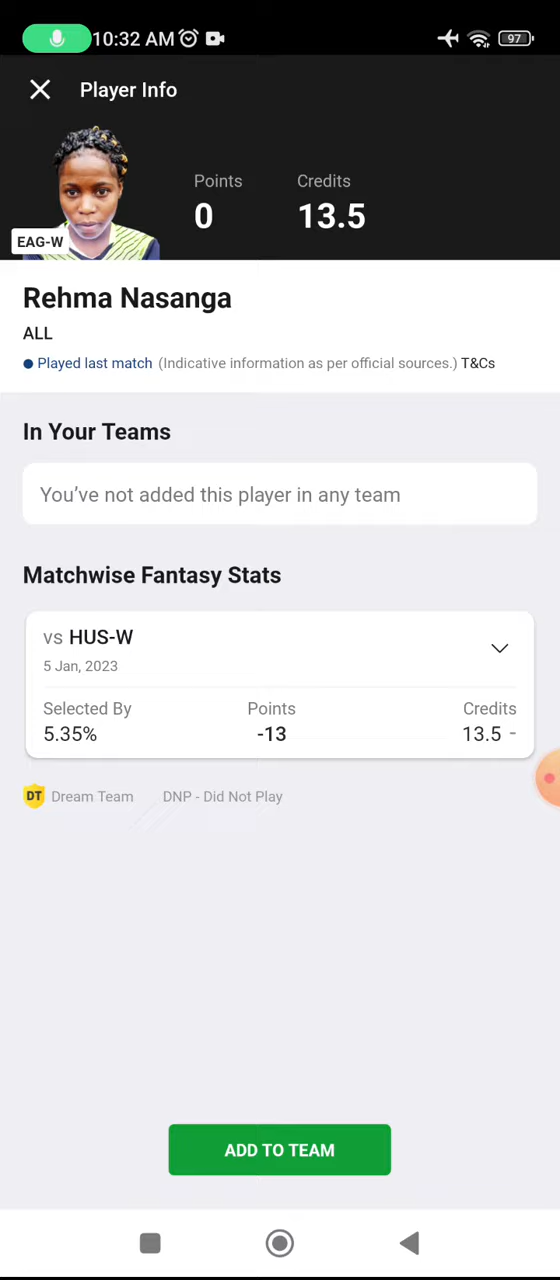 10:32 AM
97
Player Info
Points
Credits
0
13.5
EAG-W
Rehma Nasanga
ALL
Played last match (Indicative information as per official sources.) T&Cs
In Your Teams
You've not added this player in any team
Matchwise Fantasy Stats
vs HUS-W
5 Jan, 2023
Selected By Points Credits
5.35% -13 13.5 -
DT Dream Team DNP - Did Not Play
ADD TO TEAM